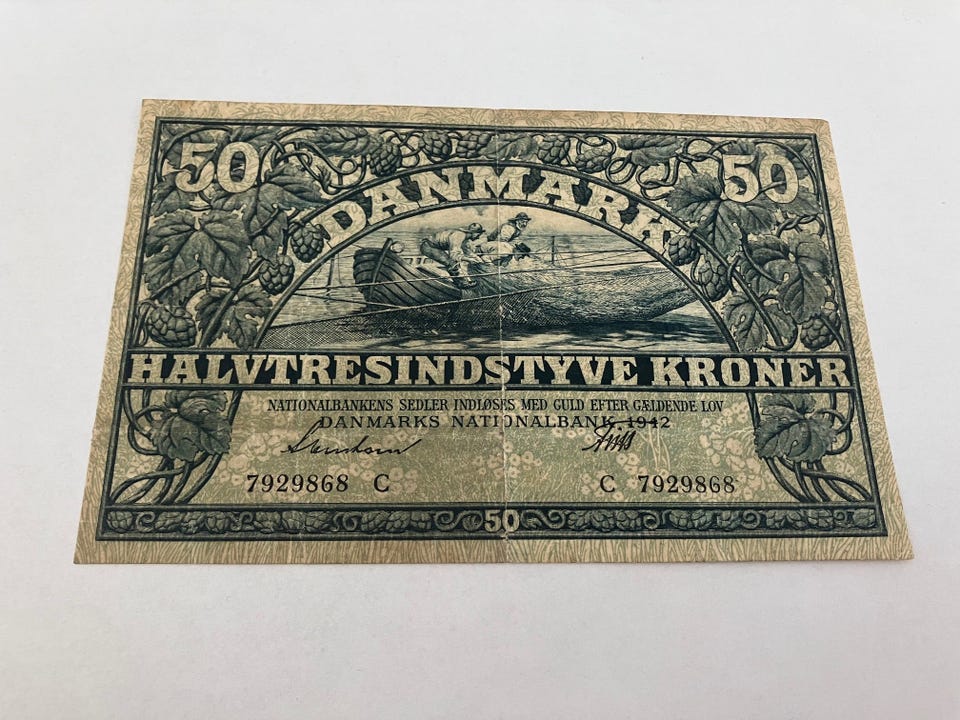 50 50
DANMARK
HALVTRESINDSTYVE KRONER
NATIONALBANKENS SEDLER INDLØSES MED GULD EFTER GÆLDENDE LOV
DANMARKS NATIONALBANK, 1942
7929868 C C 7929868
50